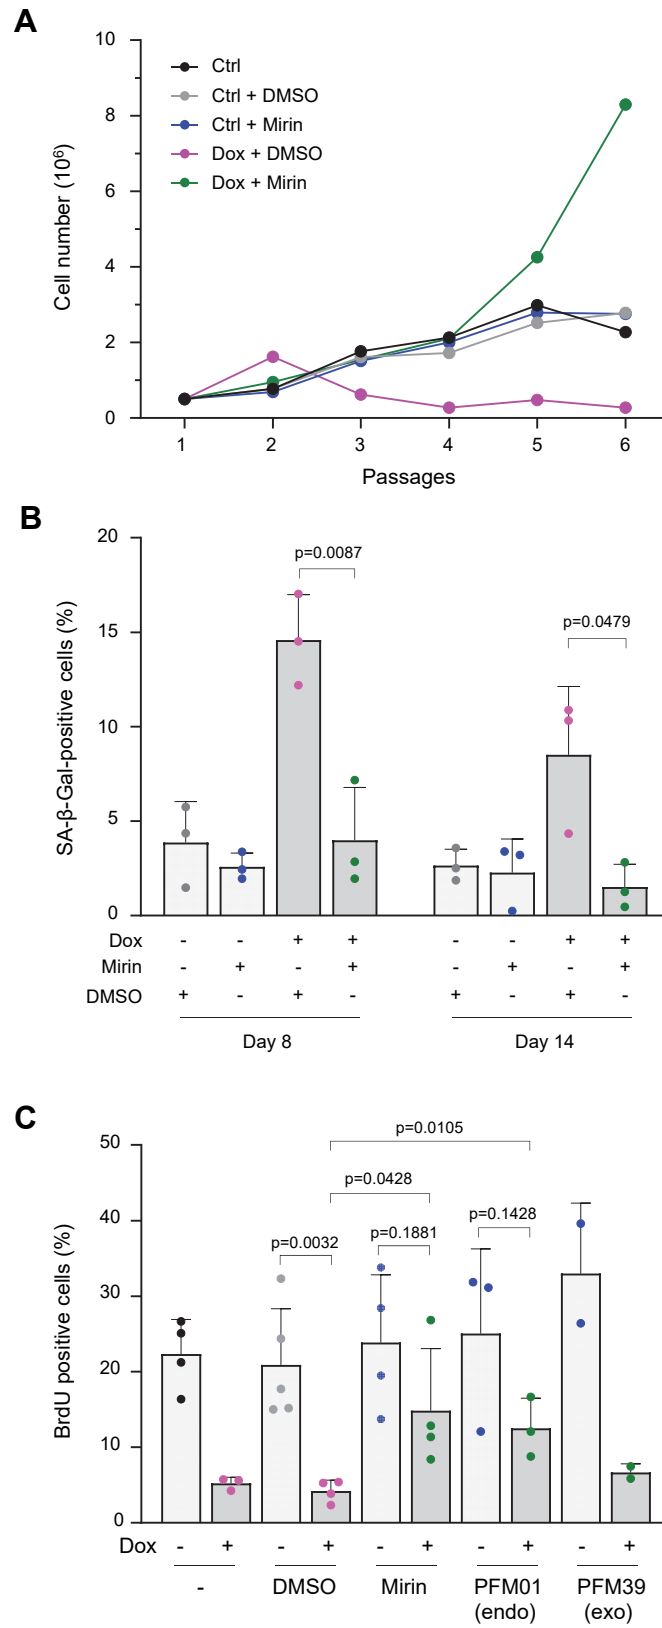 A
10
8
6
4
2
0
Cell number (10⁶)
Ctrl
Ctrl + DMSO
Ctrl + Mirin
Dox + DMSO
Dox + Mirin
1 2 3 4 5 6
Passages
B
20
15
10
5
0
SA-β-Gal-positive cells (%)
p=0.0087
p=0.0479
Dox - - + + - - + +
Mirin - + - + - + - +
DMSO + - + - + - + -
Day 8 Day 14
C
50
40
30
20
10
0
BrdU positive cells (%)
p=0.0105
p=0.0428
p=0.0032
p=0.1881
p=0.1428
Dox - + - + - + - + - +
- DMSO Mirin PFM01 PFM39
(endo) (exo)